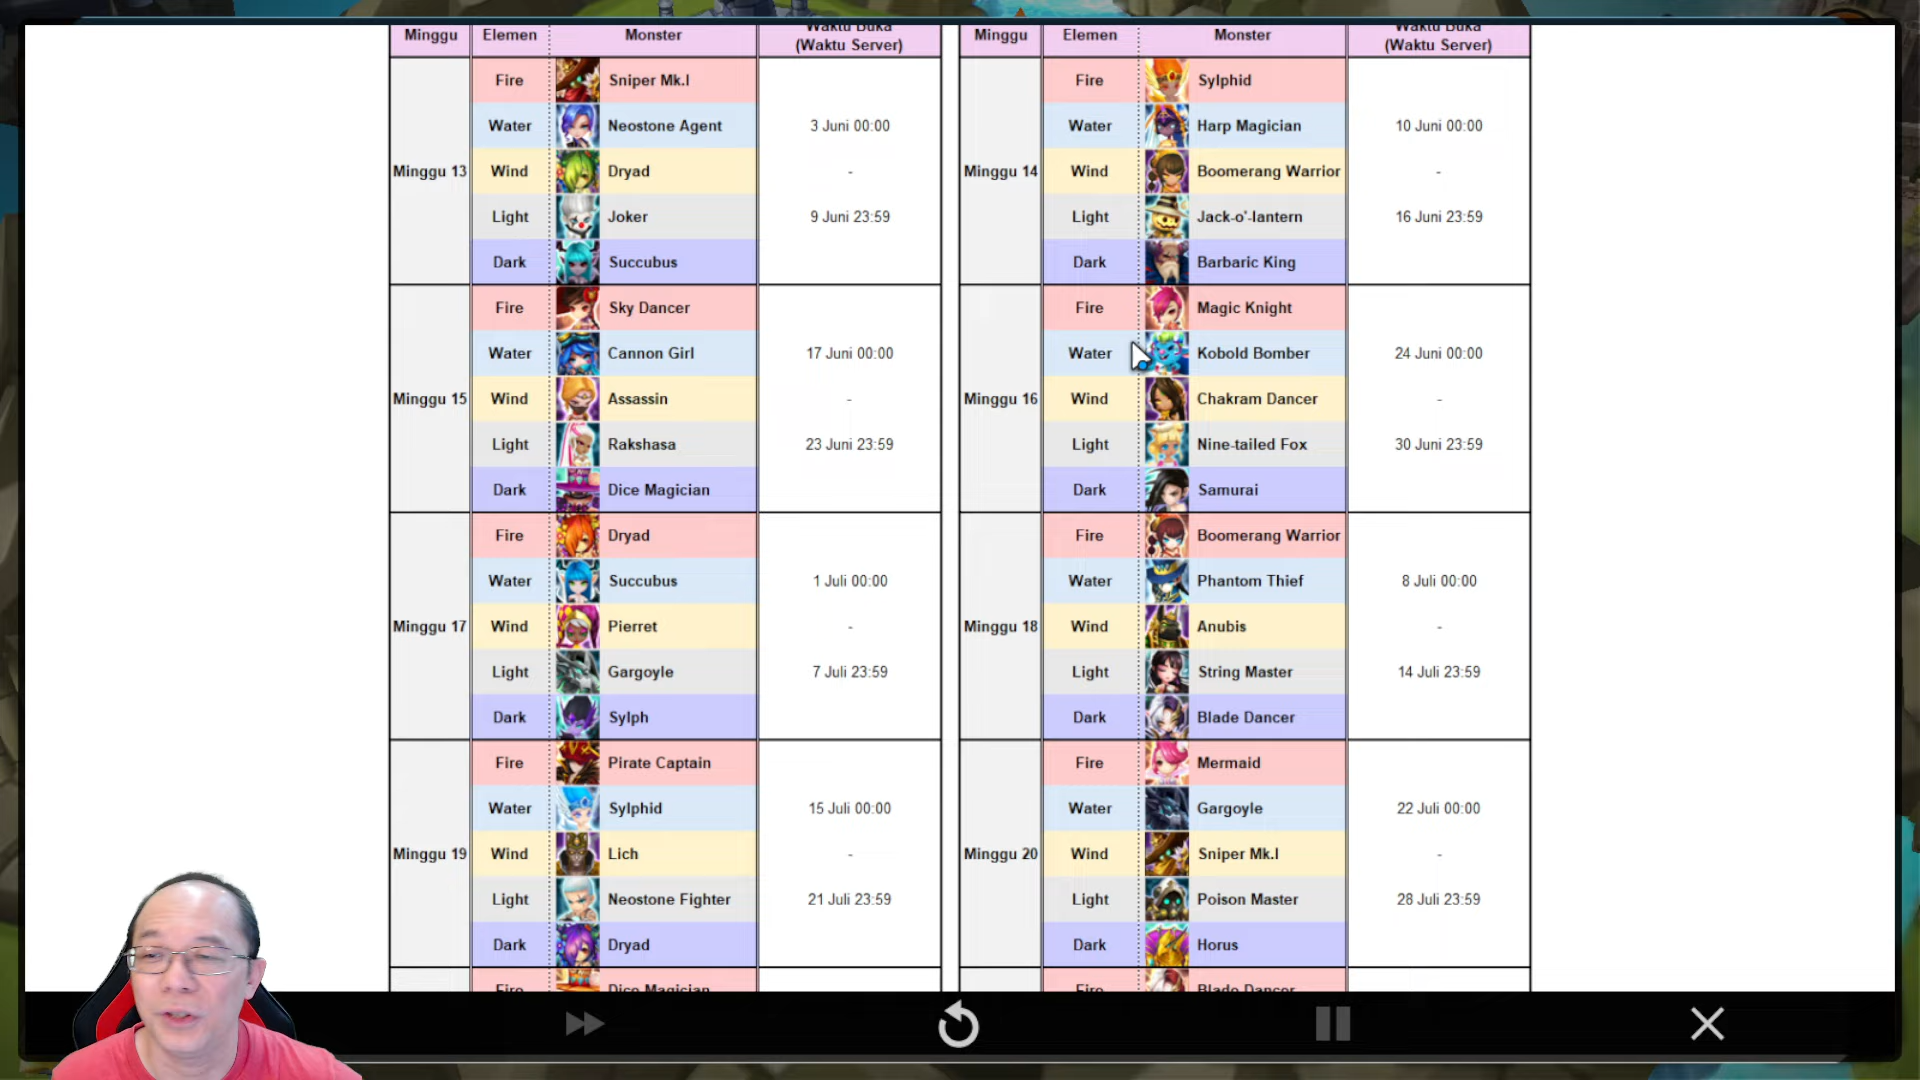 Minggu Elemen Monster Waktu Buka
(Waktu Server)
Minggu 13
Fire Sniper Mk.I
Water Neostone Agent 3 Juni 00:00
Wind Dryad -
Light Joker 9 Juni 23:59
Dark Succubus
Minggu 15
Fire Sky Dancer
Water Cannon Girl 17 Juni 00:00
Wind Assassin -
Light Rakshasa 23 Juni 23:59
Dark Dice Magician
Minggu 17
Fire Dryad
Water Succubus 1 Juli 00:00
Wind Pierret -
Light Gargoyle 7 Juli 23:59
Dark Sylph
Minggu 19
Fire Pirate Captain
Water Sylphid 15 Juli 00:00
Wind Lich -
Light Neostone Fighter 21 Juli 23:59
Dark Dryad
Fire Dice Magician
Minggu Elemen Monster Waktu Buka
(Waktu Server)
Minggu 14
Fire Sylphid
Water Harp Magician 10 Juni 00:00
Wind Boomerang Warrior -
Light Jack-o'-lantern 16 Juni 23:59
Dark Barbaric King
Minggu 16
Fire Magic Knight
Water Kobold Bomber 24 Juni 00:00
Wind Chakram Dancer -
Light Nine-tailed Fox 30 Juni 23:59
Dark Samurai
Minggu 18
Fire Boomerang Warrior
Water Phantom Thief 8 Juli 00:00
Wind Anubis -
Light String Master 14 Juli 23:59
Dark Blade Dancer
Minggu 20
Fire Mermaid
Water Gargoyle 22 Juli 00:00
Wind Sniper Mk.I -
Light Poison Master 28 Juli 23:59
Dark Horus
Fire Blade Dancer